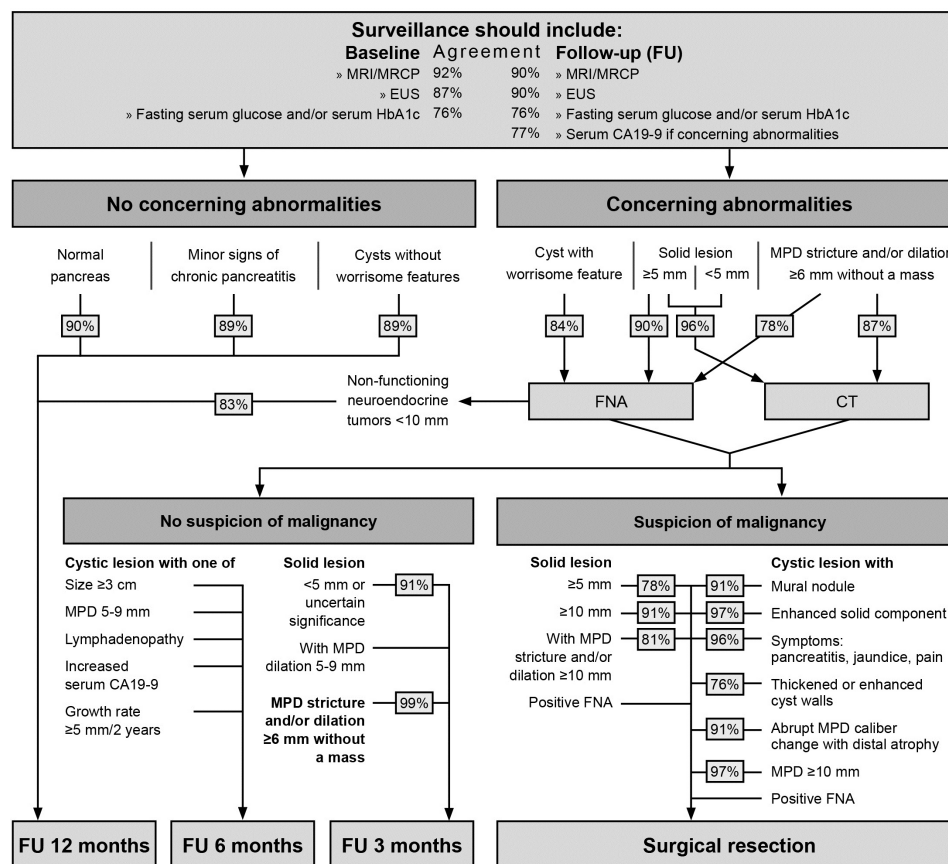 Surveillance should include:
Baseline Agreement Follow-up (FU)
» MRI/MRCP 92% 90% » MRI/MRCP
» EUS 87% 90% » EUS
» Fasting serum glucose and/or serum HbA1c 76% 76% » Fasting serum glucose and/or serum HbA1c
77% » Serum CA19-9 if concerning abnormalities
No concerning abnormalities
Concerning abnormalities
Normal
pancreas
Minor signs of
chronic pancreatitis
Cysts without
worrisome features
Cyst with
worrisome feature
Solid lesion
≥5 mm <5 mm
MPD stricture and/or dilation
≥6 mm without a mass
90% 89% 89% 84% 90% 96% 78% 87%
Non-functioning
neuroendocrine
tumors <10 mm
83%
FNA
CT
No suspicion of malignancy
Suspicion of malignancy
Cystic lesion with one of
Size ≥3 cm
MPD 5-9 mm
Lymphadenopathy
Increased
serum CA19-9
Growth rate
≥5 mm/2 years
Solid lesion
<5 mm or
uncertain
significance
91%
With MPD
dilation 5-9 mm
MPD stricture
and/or dilation
≥6 mm without
a mass
99%
Solid lesion
≥5 mm 78%
≥10 mm 91%
With MPD 81%
stricture and/or
dilation ≥10 mm
Positive FNA
Cystic lesion with
91% Mural nodule
97% Enhanced solid component
96% Symptoms:
pancreatitis, jaundice, pain
76% Thickened or enhanced
cyst walls
91% Abrupt MPD caliber
change with distal atrophy
97% MPD ≥10 mm
Positive FNA
FU 12 months
FU 6 months
FU 3 months
Surgical resection